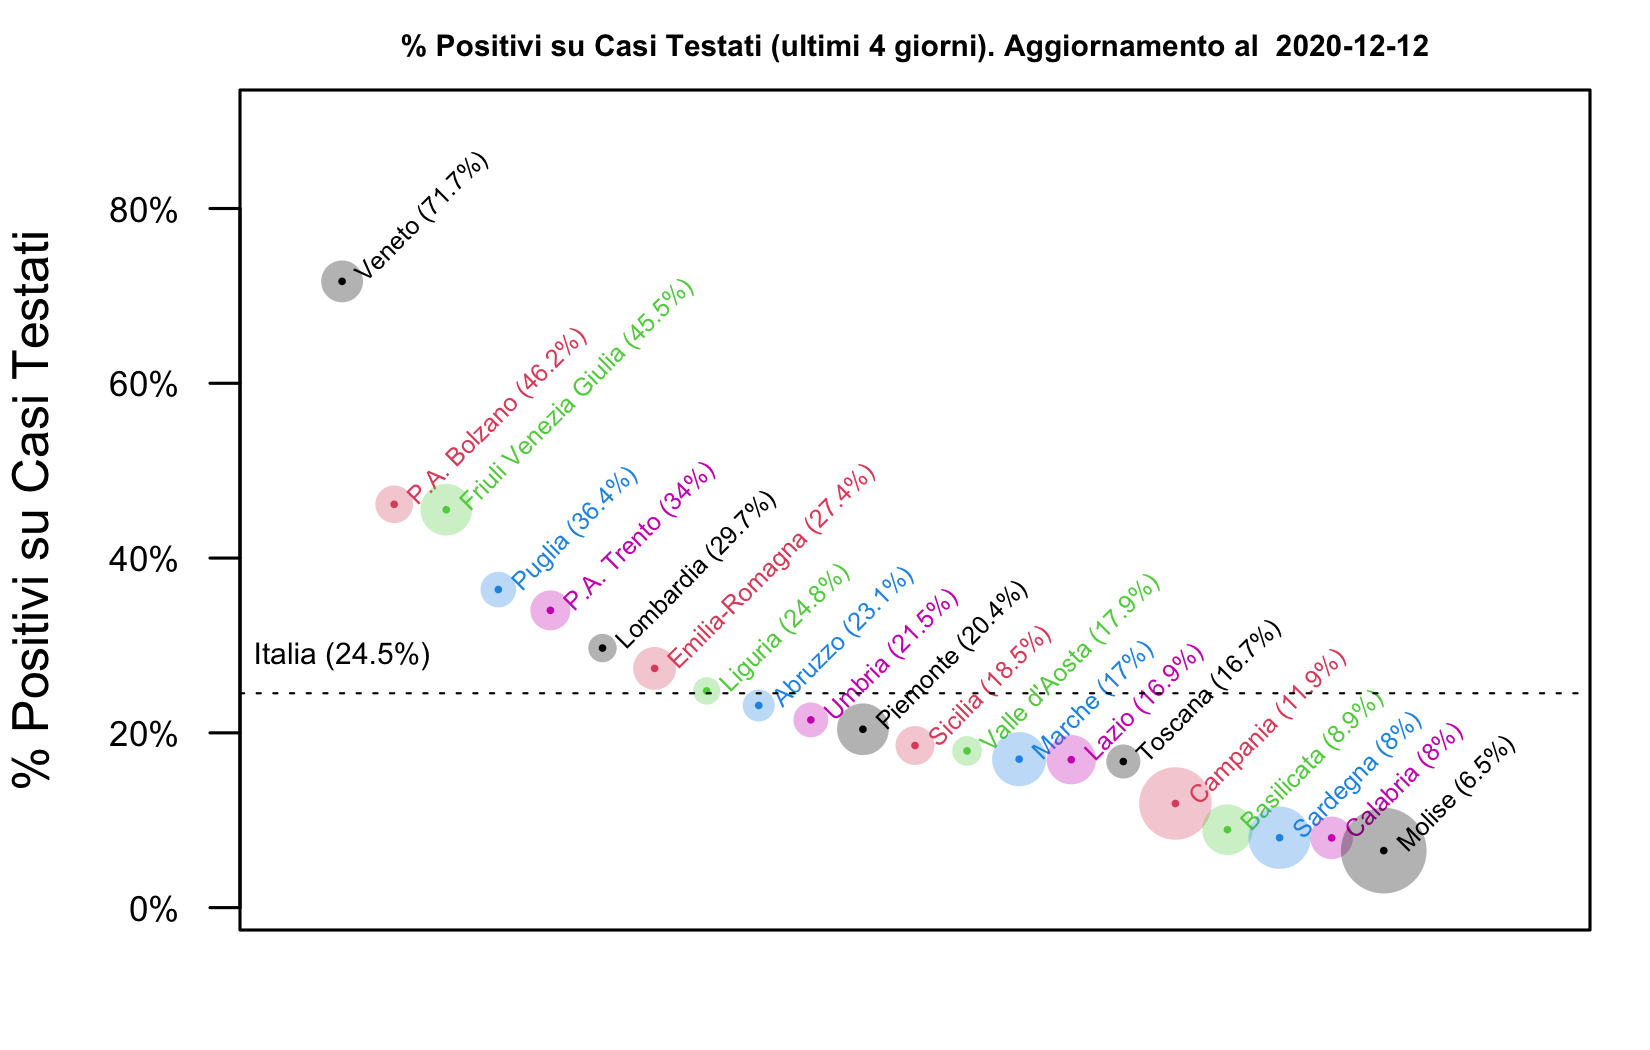 % Positivi su Casi Testati (ultimi 4 giorni). Aggiornamento al  2020-12-12
% Positivi su Casi Testati
80%
60%
40%
20%
0%
Veneto (71.7%)
P.A. Bolzano (46.2%)
Friuli Venezia Giulia (45.5%)
Puglia (36.4%)
P.A. Trento (34%)
Lombardia (29.7%)
Emilia-Romagna (27.4%)
Liguria (24.8%)
Abruzzo (23.1%)
Umbria (21.5%)
Piemonte (20.4%)
Sicilia (18.5%)
Valle d'Aosta (17.9%)
Marche (17%)
Lazio (16.9%)
Toscana (16.7%)
Campania (11.9%)
Basilicata (8.9%)
Sardegna (8%)
Calabria (8%)
Molise (6.5%)
Italia (24.5%)